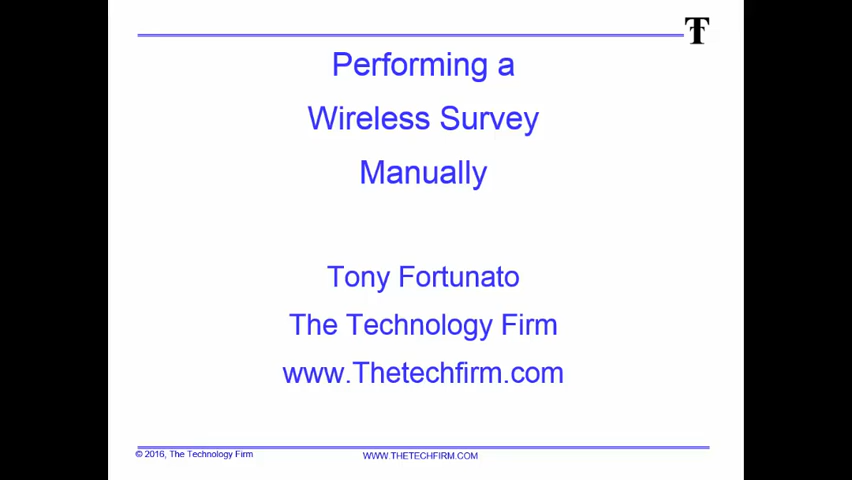 TF
Performing a
Wireless Survey
Manually
Tony Fortunato
The Technology Firm
www.Thetechfirm.com
© 2016, The Technology Firm
WWW.THETECHFIRM.COM